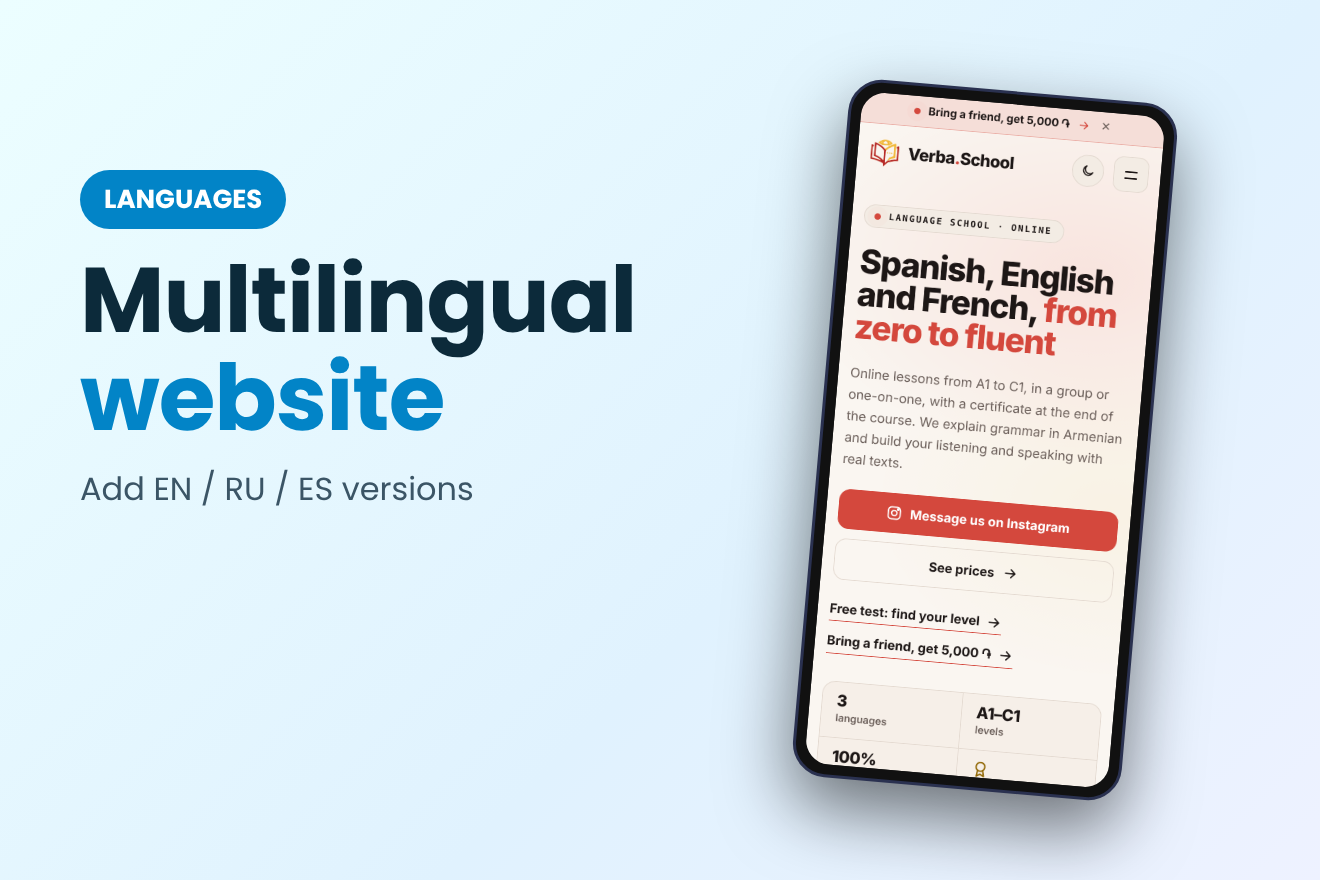 LANGUAGES
Multilingual
website
Add EN / RU / ES versions
Bring a friend, get 5,000 ֏ → ×
Verba.School
LANGUAGE SCHOOL · ONLINE
Spanish, English
and French, from
zero to fluent
Online lessons from A1 to C1, in a group or
one-on-one, with a certificate at the end of
the course. We explain grammar in Armenian
and build your listening and speaking with
real texts.
Message us on Instagram
See prices →
Free test: find your level →
Bring a friend, get 5,000 ֏ →
3
languages
A1–C1
levels
100%